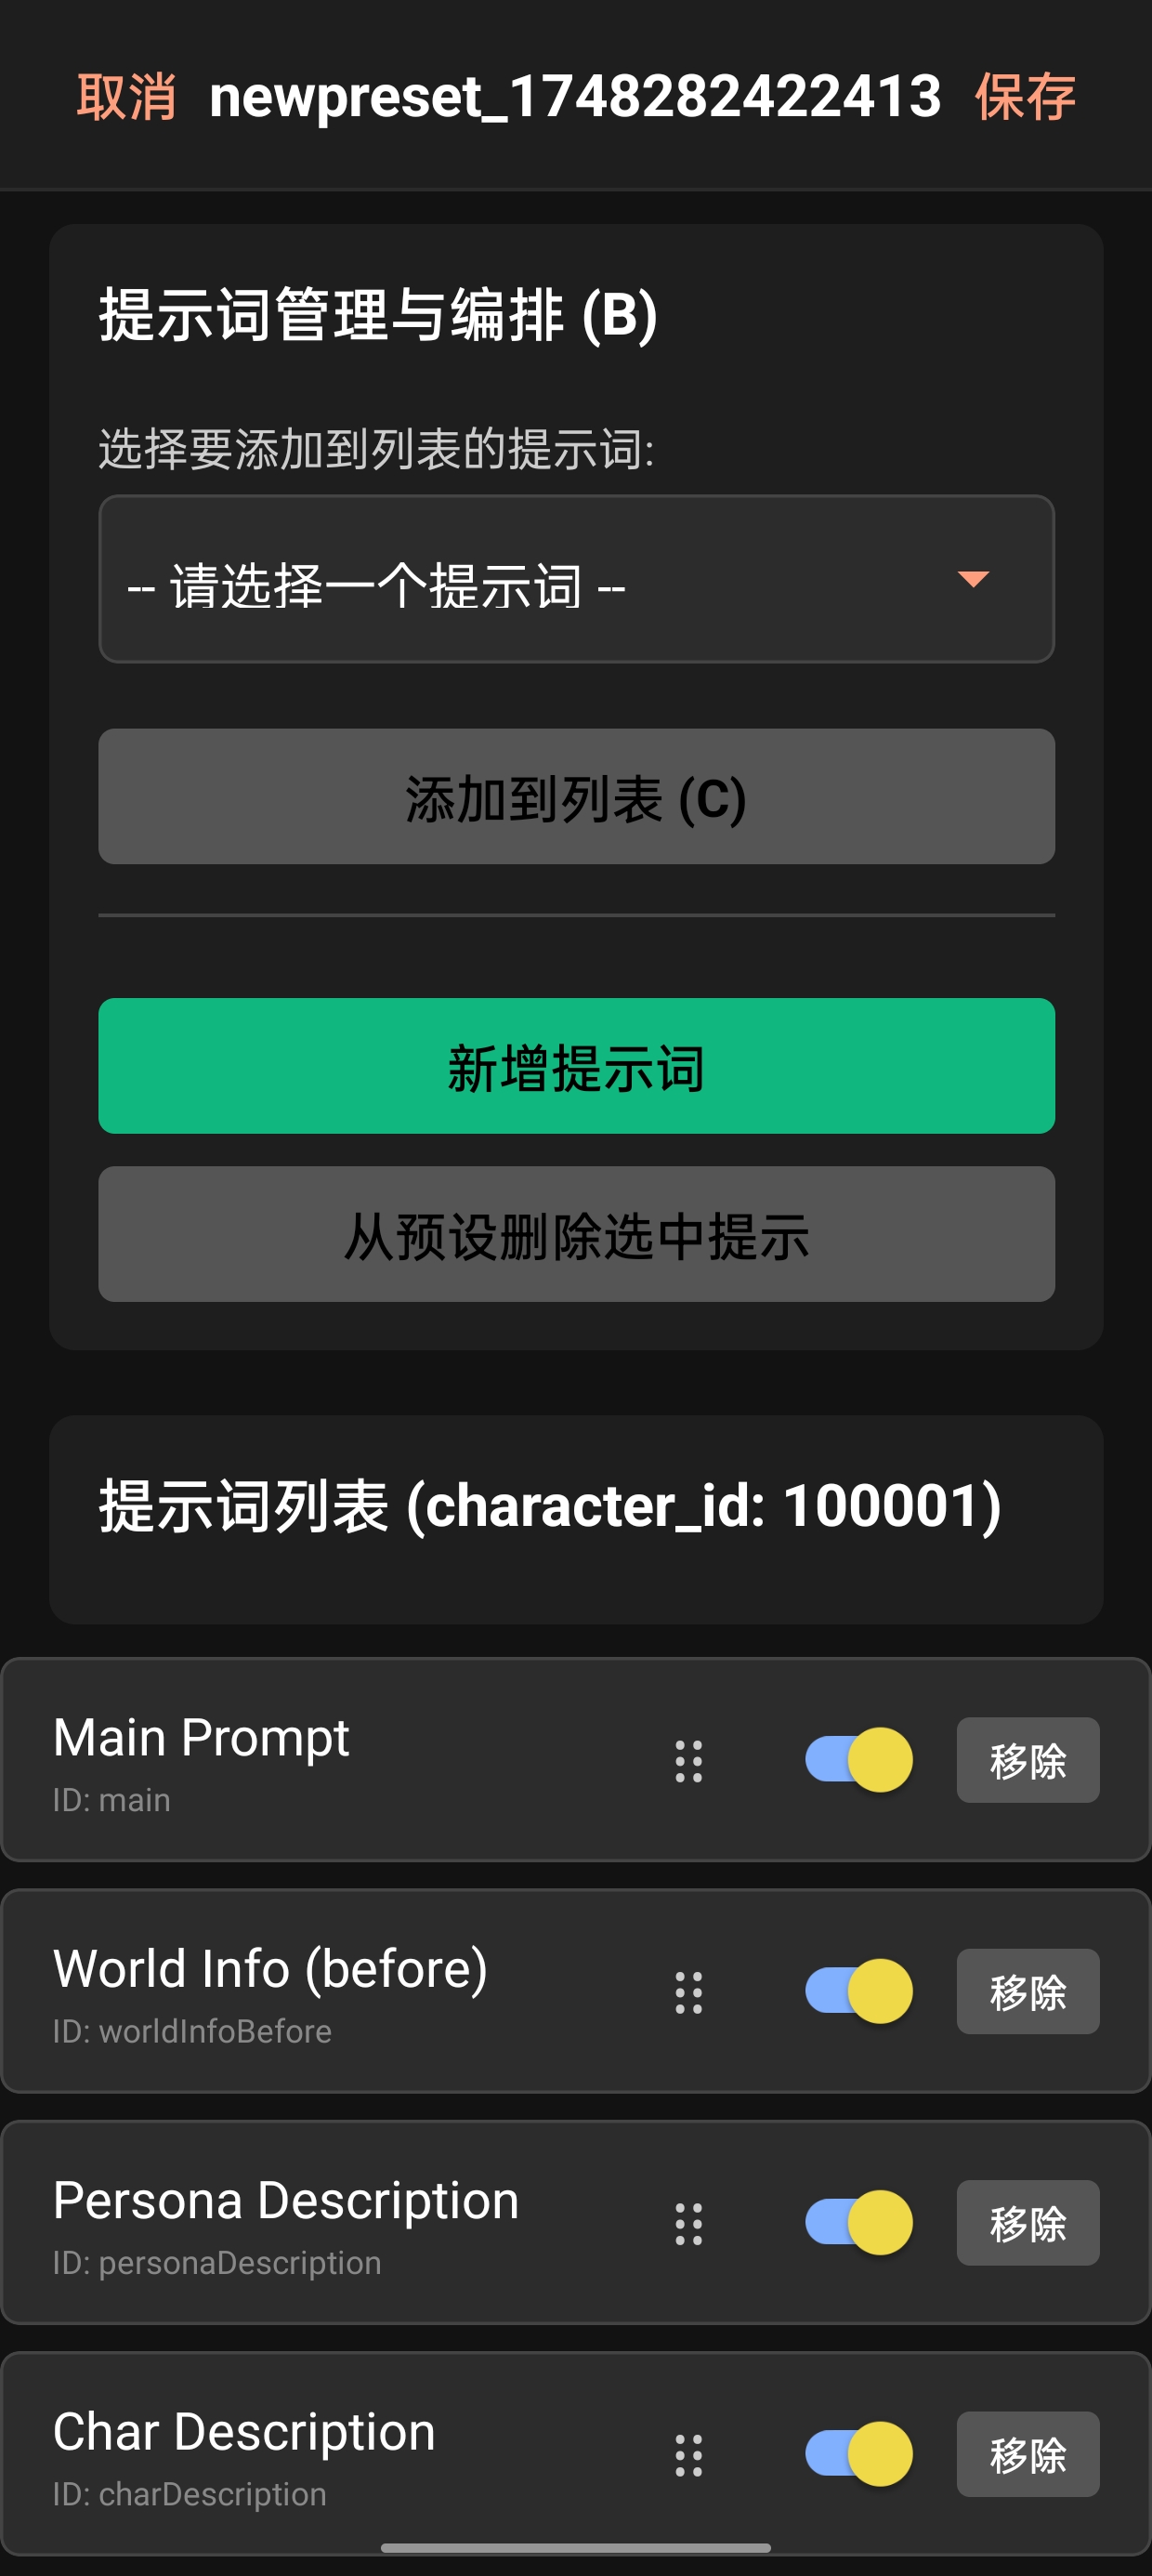 取消 newpreset_1748282422413 保存
提示词管理与编排 (B)
选择要添加到列表的提示词:
-- 请选择一个提示词 --
添加到列表 (C)
新增提示词
从预设删除选中提示
提示词列表 (character_id: 100001)
Main Prompt
ID: main
移除
World Info (before)
ID: worldInfoBefore
移除
Persona Description
ID: personaDescription
移除
Char Description
ID: charDescription
移除